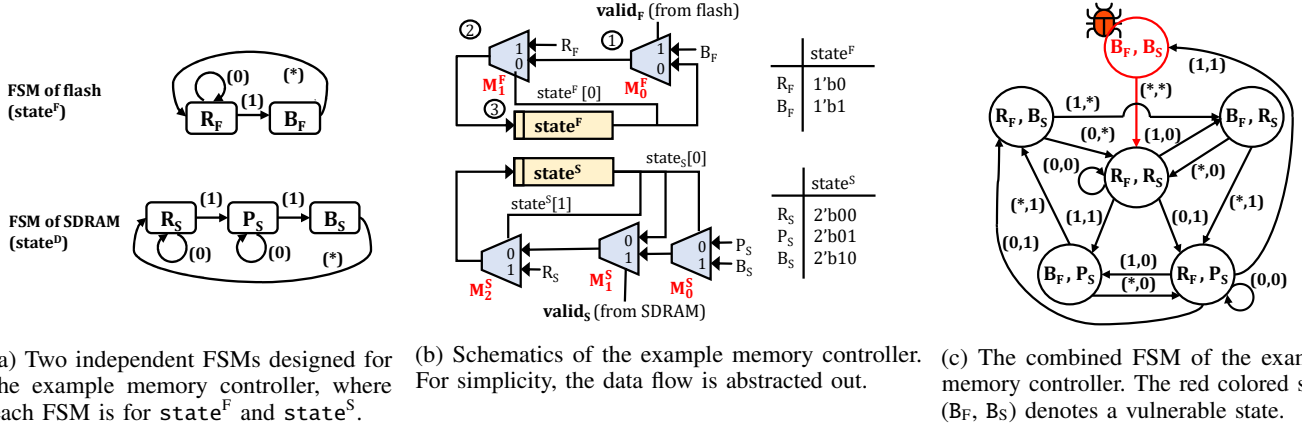 FSM of flash
(state^F)
(0)
(*)
R_F
(1)
B_F
FSM of SDRAM
(state^D)
R_S
(1)
P_S
(1)
B_S
(0)
(0)
(*)
valid_F (from flash)
②
①
1
0
R_F
M_1^F
1
0
B_F
M_0^F
state^F [0]
③
state^F
state^S
state_S[0]
state^S[1]
0
1
R_S
M_2^S
0
1
M_1^S
0
1
P_S
B_S
M_0^S
valid_S (from SDRAM)
state^F
R_F 1'b0
B_F 1'b1
state^S
R_S 2'b00
P_S 2'b01
B_S 2'b10
B_F, B_S
(1,1)
(*,*)
R_F, B_S
(1,*)
B_F, R_S
(0,*)
(1,0)
(0,0)
R_F, R_S
(*,0)
(*,1)
(1,1)
(0,1)
(*,1)
(0,1)
B_F, P_S
(1,0)
(*,0)
R_F, P_S
(0,0)
a) Two independent FSMs designed for
the example memory controller, where
each FSM is for state^F and state^S.
(b) Schematics of the example memory controller.
For simplicity, the data flow is abstracted out.
(c) The combined FSM of the exam
memory controller. The red colored s
(B_F, B_S) denotes a vulnerable state.